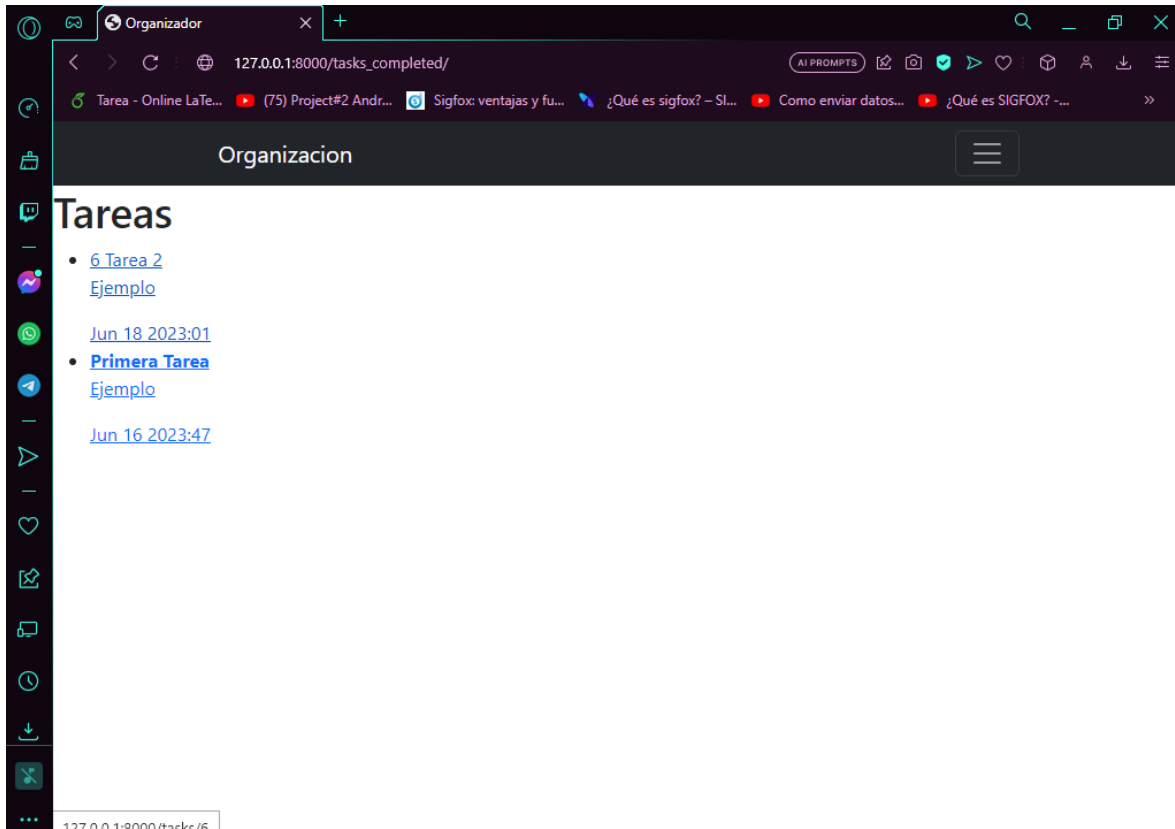 Organizador
127.0.0.1:8000/tasks_completed/
AI PROMPTS
Tarea - Online LaTe...
(75) Project#2 Andr...
Sigfox: ventajas y fu...
¿Qué es sigfox? – SI...
Como enviar datos...
¿Qué es SIGFOX? -...
Organizacion
Tareas
6 Tarea 2
Ejemplo
Jun 18 2023:01
Primera Tarea
Ejemplo
Jun 16 2023:47
127.0.0.1:8000/tasks/6